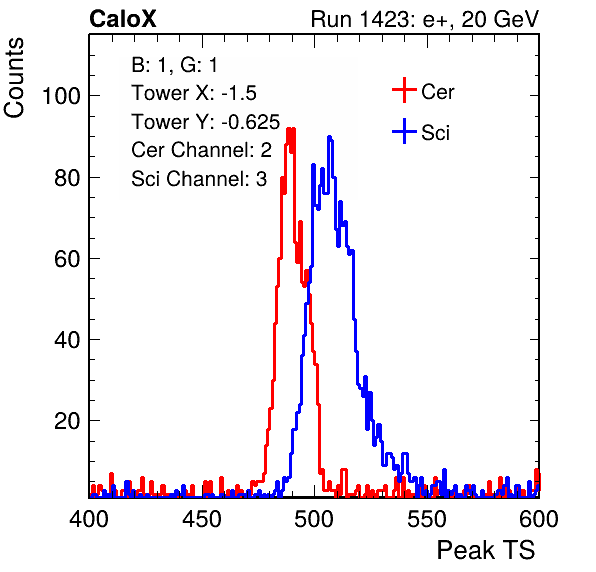 CaloX Run 1423: e+, 20 GeV
Counts
B: 1, G: 1
Tower X: -1.5
Tower Y: -0.625
Cer Channel: 2
Sci Channel: 3
Cer
Sci
100
80
60
40
20
400 450 500 550 600
Peak TS